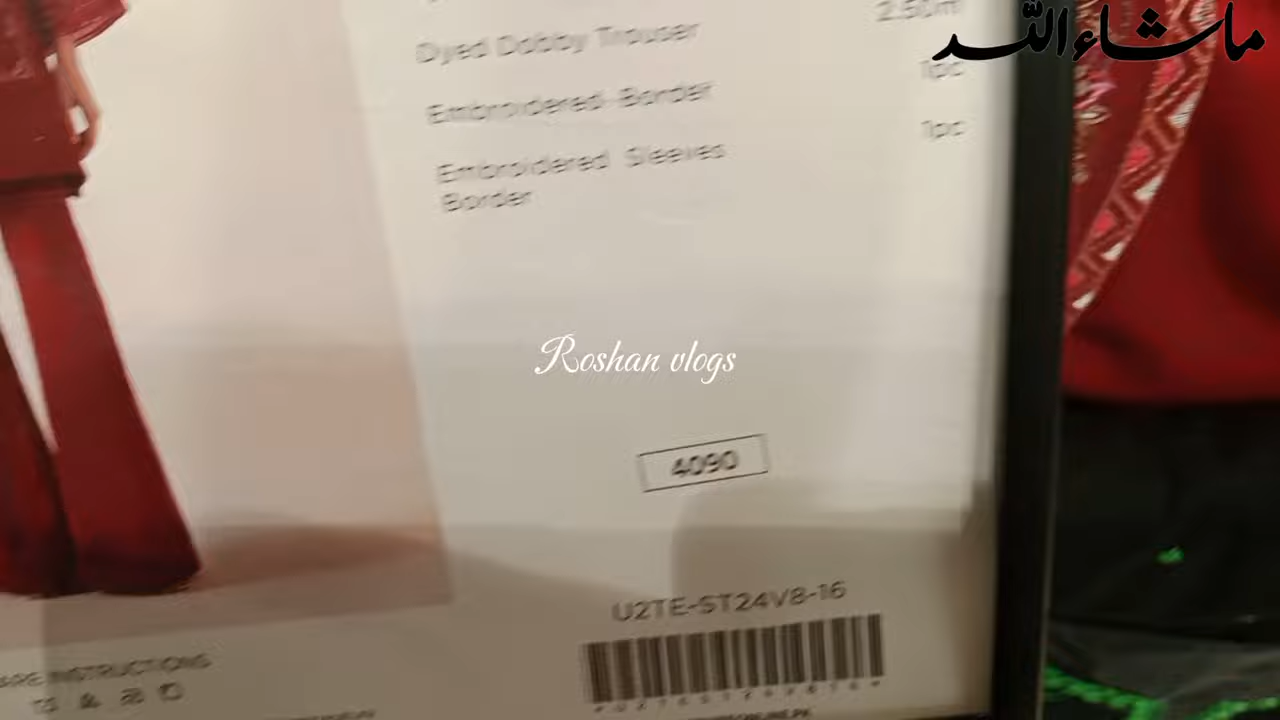 ماشاءالله
2.50m
Dyed Dobby Trouser
1pc
Embroidered Border
1pc
Embroidered Sleeves
Border
Roshan vlogs
4090
U2TE-ST24V8-16
CARE INSTRUCTIONS